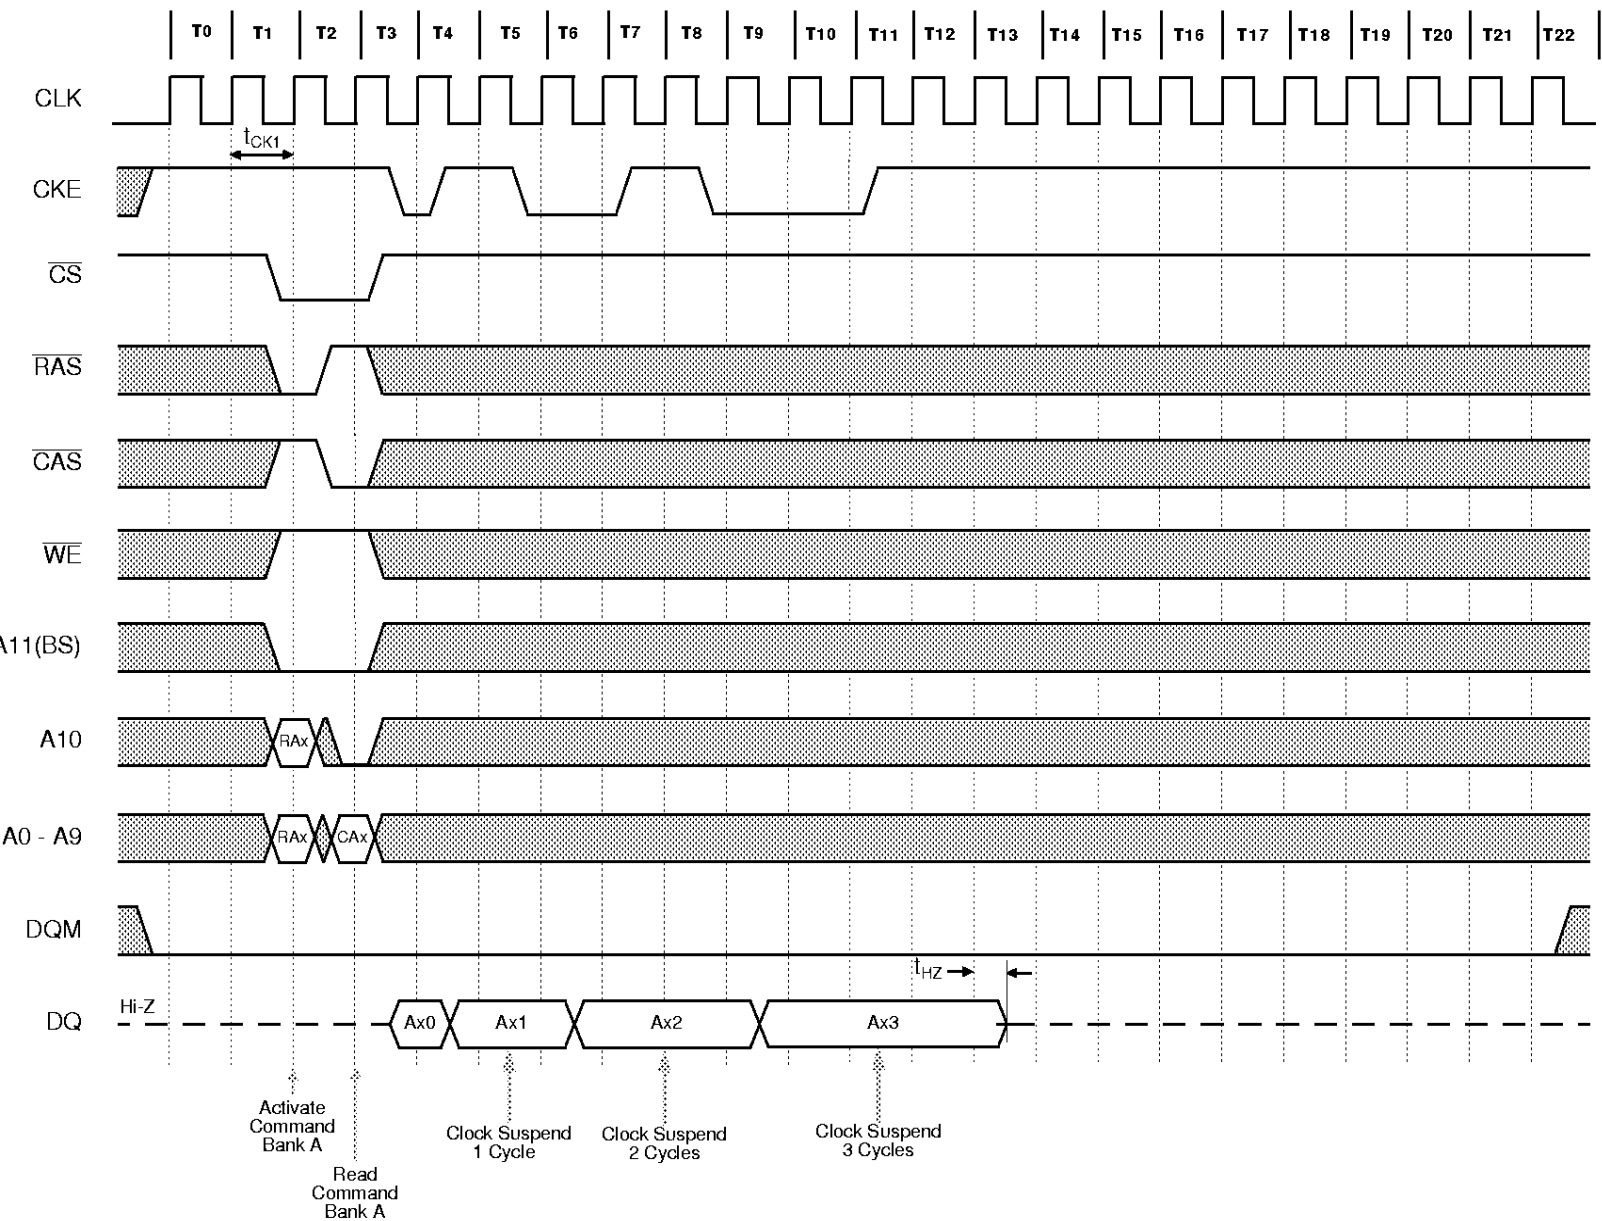 T0 T1 T2 T3 T4 T5 T6 T7 T8 T9 T10 T11 T12 T13 T14 T15 T16 T17 T18 T19 T20 T21 T22
CLK
tCK1
CKE
CS
RAS
CAS
WE
A11(BS)
A10
RAx
A0 - A9
RAx CAx
DQM
tHZ
Hi-Z
DQ
Ax0 Ax1 Ax2 Ax3
Activate
Command
Bank A
Read
Command
Bank A
Clock Suspend
1 Cycle
Clock Suspend
2 Cycles
Clock Suspend
3 Cycles